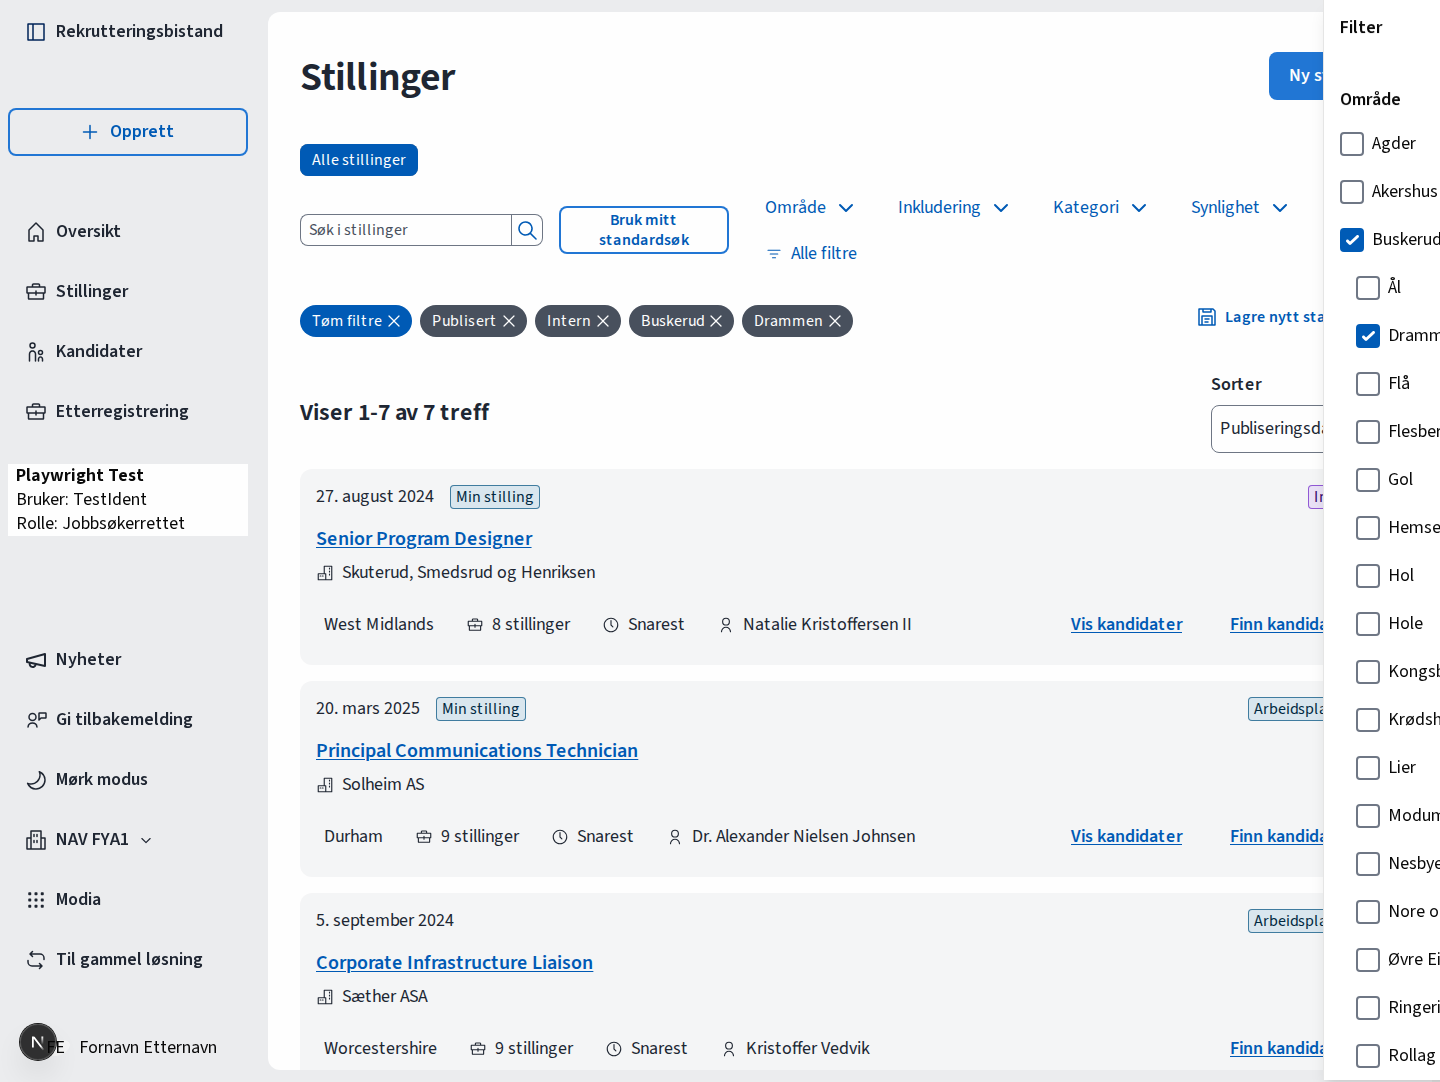 Rekrutteringsbistand
Opprett
Oversikt
Stillinger
Kandidater
Etterregistrering
Playwright Test
Bruker: TestIdent
Rolle: Jobbsøkerrettet
Nyheter
Gi tilbakemelding
Mørk modus
NAV FYA1
Modia
Til gammel løsning
N
FE Fornavn Etternavn
Stillinger
Ny
Alle stillinger
Søk i stillinger
Bruk mitt
standardsøk
Område
Inkludering
Kategori
Synlighet
Alle filtre
Tøm filtre
Publisert
Intern
Buskerud
Drammen
Lagre nytt sta
Viser 1-7 av 7 treff
Sorter
Publiseringsda
27. august 2024 Min stilling
Senior Program Designer
Skuterud, Smedsrud og Henriksen
West Midlands 8 stillinger Snarest Natalie Kristoffersen II Vis kandidater Finn kandida
20. mars 2025 Min stilling Arbeidspla
Principal Communications Technician
Solheim AS
Durham 9 stillinger Snarest Dr. Alexander Nielsen Johnsen Vis kandidater Finn kandida
5. september 2024 Arbeidspla
Corporate Infrastructure Liaison
Sæther ASA
Worcestershire 9 stillinger Snarest Kristoffer Vedvik Finn kandida
Filter
Område
Agder
Akershus
Buskerud
Ål
Dramm
Flå
Flesber
Gol
Hemse
Hol
Hole
Kongsb
Krødsh
Lier
Modum
Nesbye
Nore o
Øvre Ei
Ringeri
Rollag